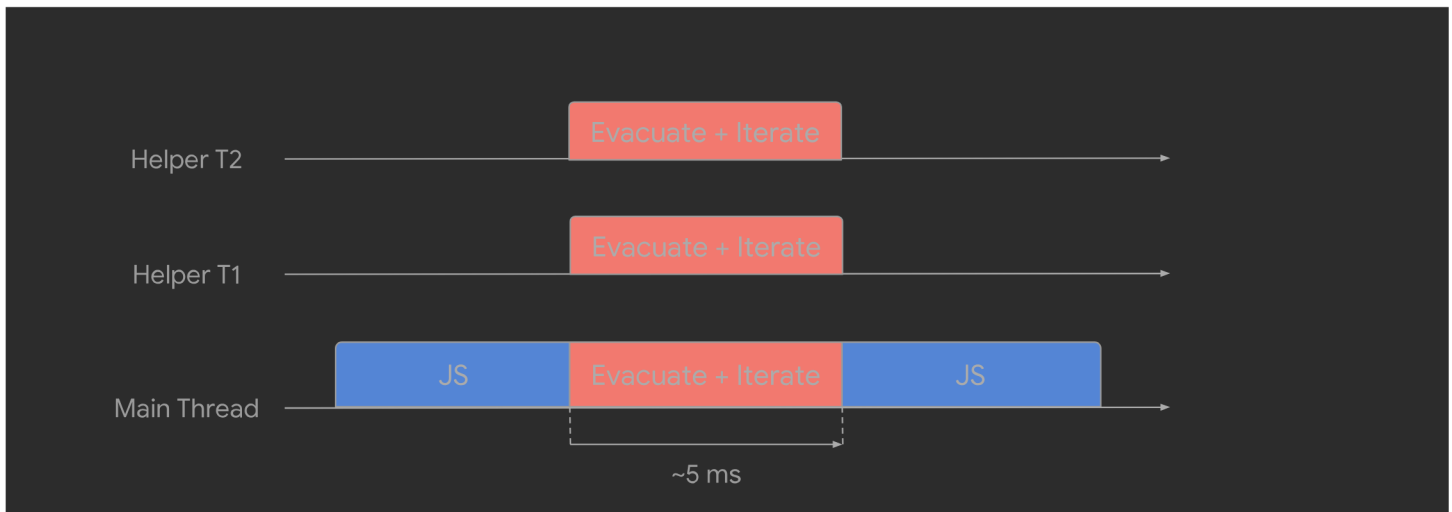 Evacuate + Iterate
Helper T2
Evacuate + Iterate
Helper T1
JS Evacuate + Iterate JS
Main Thread
~5 ms